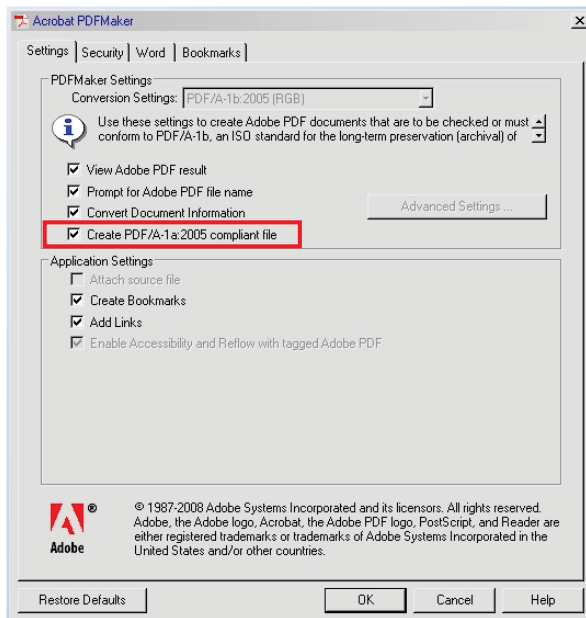 Acrobat PDFMaker
Settings Security Word Bookmarks
PDFMaker Settings
Conversion Settings: PDF/A-1b:2005 (RGB)
Use these settings to create Adobe PDF documents that are to be checked or must
conform to PDF/A-1b, an ISO standard for the long-term preservation (archival) of
View Adobe PDF result
Prompt for Adobe PDF file name
Convert Document Information
Advanced Settings ...
Create PDF/A-1a:2005 compliant file
Application Settings
Attach source file
Create Bookmarks
Add Links
Enable Accessibility and Reflow with tagged Adobe PDF
Adobe
© 1987-2008 Adobe Systems Incorporated and its licensors. All rights reserved.
Adobe, the Adobe logo, Acrobat, the Adobe PDF logo, PostScript, and Reader are
either registered trademarks or trademarks of Adobe Systems Incorporated in the
United States and/or other countries.
Restore Defaults OK Cancel Help